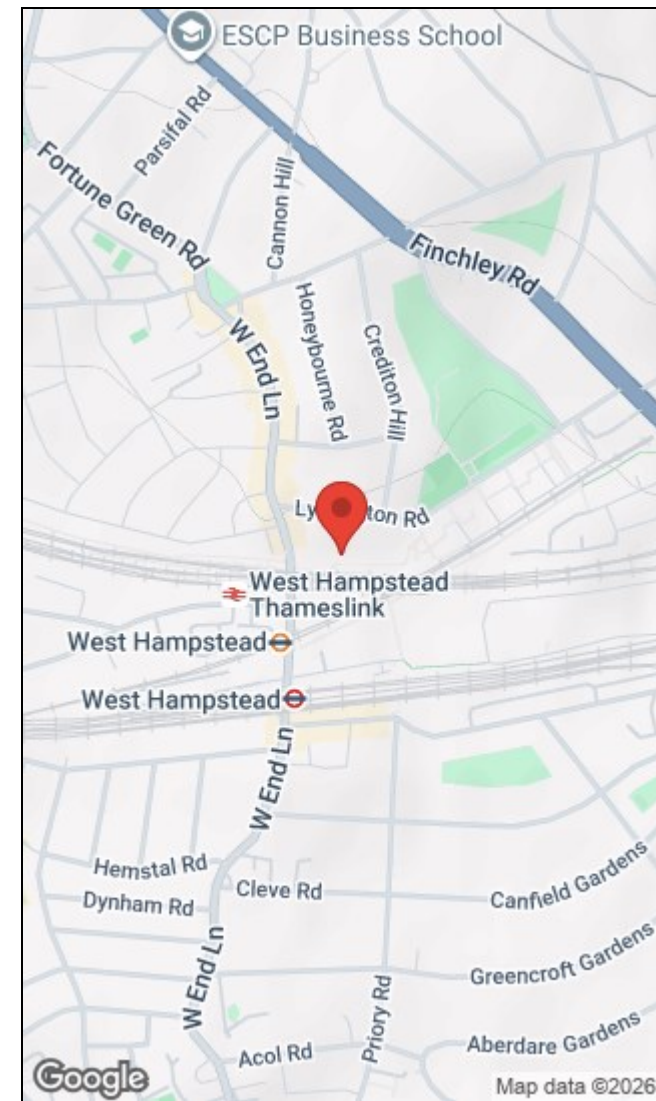 ESCP Business School
Parsifal Rd
Fortune Green Rd
Cannon Hill
Finchley Rd
Honeybourne Rd
W End Ln
Crediton Hill
Ly ton Rd
West Hampstead
Thameslink
West Hampstead
West Hampstead
W End Ln
Hemstal Rd
Cleve Rd
Dynham Rd
Canfield Gardens
W End Ln
Greencroft Gardens
Priory Rd
Acol Rd
Aberdare Gardens
Google
Map data ©2026